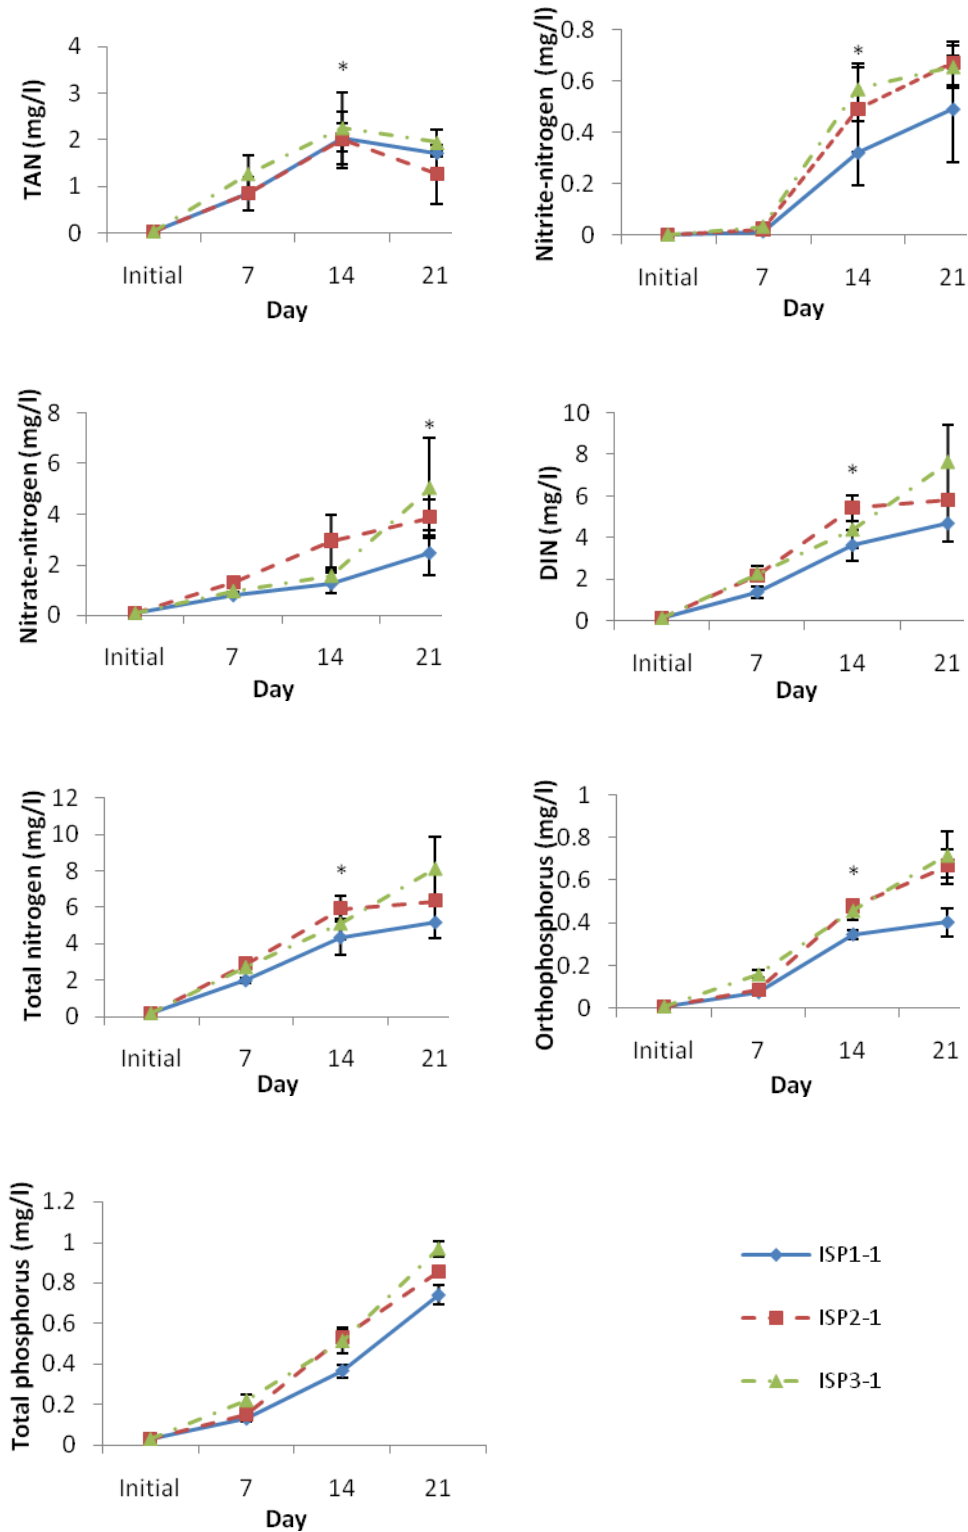 TAN (mg/l)
4
3
2
1
0
*
Initial 7 14 21
Day
Nitrite-nitrogen (mg/l)
0.8
0.6
0.4
0.2
0
*
Initial 7 14 21
Day
Nitrate-nitrogen (mg/l)
8
6
4
2
0
*
Initial 7 14 21
Day
DIN (mg/l)
10
8
6
4
2
0
*
Initial 7 14 21
Day
Total nitrogen (mg/l)
12
10
8
6
4
2
0
*
Initial 7 14 21
Day
Orthophosphorus (mg/l)
1
0.8
0.6
0.4
0.2
0
*
Initial 7 14 21
Day
Total phosphorus (mg/l)
1.2
1
0.8
0.6
0.4
0.2
0
Initial 7 14 21
Day
ISP1-1
ISP2-1
ISP3-1